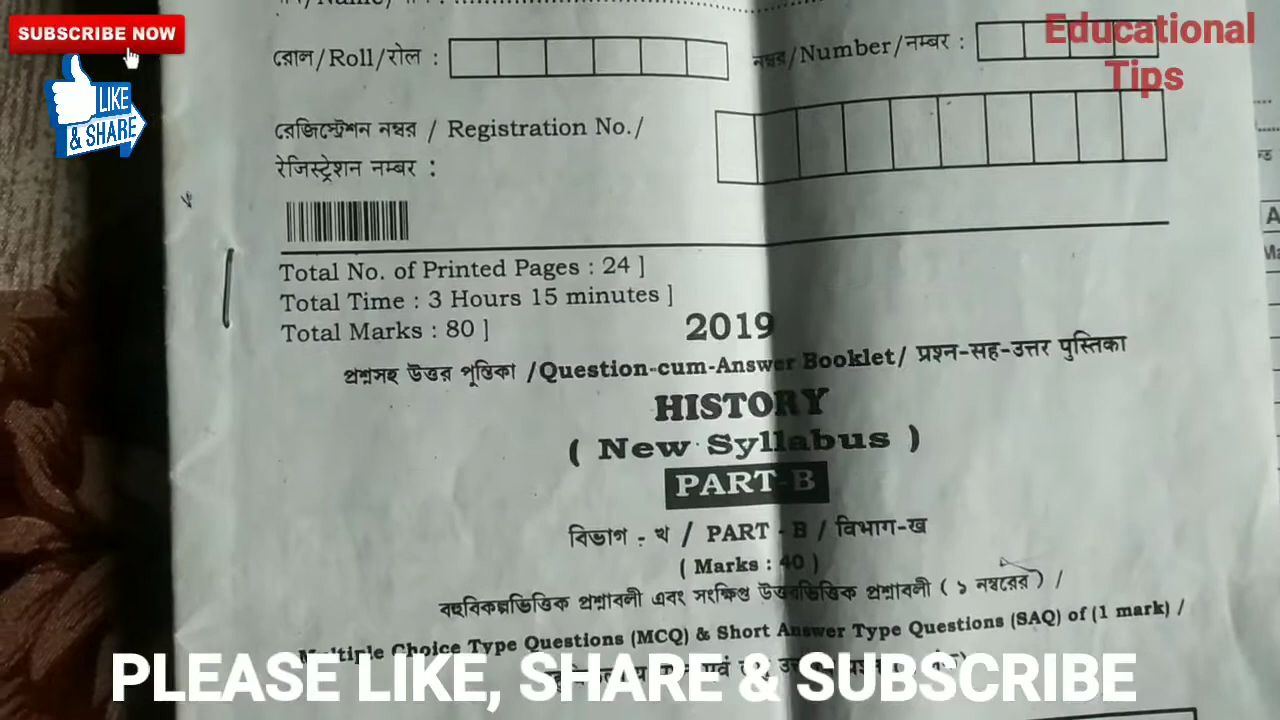 SUBSCRIBE NOW
LIKE
& SHARE
Educational
Tips
রোল/Roll/रोल :
নম্বর/Number/नम्बर :
রেজিস্ট্রেশন নম্বর / Registration No./
रेजिस्ट्रेशन नम्बर :
Total No. of Printed Pages : 24 ]
Total Time : 3 Hours 15 minutes ]
Total Marks : 80 ]
2019
প্রশ্নসহ উত্তর পুস্তিকা /Question-cum-Answer Booklet/ प्रश्न-सह-उत्तर पुस्तिका
HISTORY
( New Syllabus )
PART-B
বিভাগ - খ / PART - B / विभाग-ख
( Marks : 40 )
বহুবিকল্পভিত্তিক প্রশ্নাবলী এবং সংক্ষিপ্ত উত্তরভিত্তিক প্রশ্নাবলী ( ১ নম্বরের ) /
Multiple Choice Type Questions (MCQ) & Short Answer Type Questions (SAQ) of (1 mark) /
PLEASE LIKE, SHARE & SUBSCRIBE